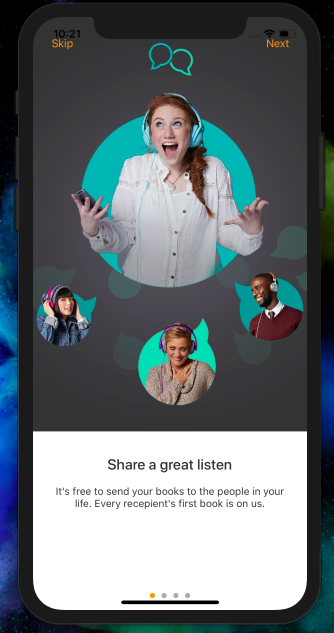 10:21
Skip
Next
Share a great listen
It's free to send your books to the people in your
life. Every recepient's first book is on us.